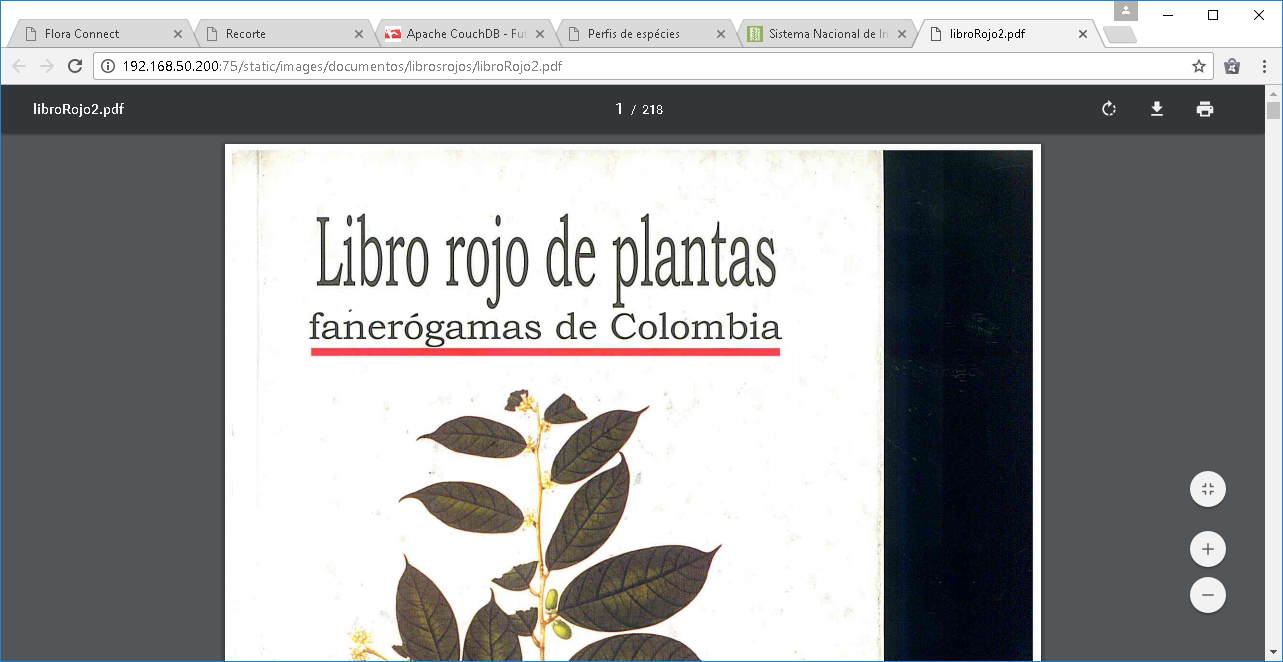 Flora Connect
Recorte
Apache CouchDB - Fut
Perfis de espécies
Sistema Nacional de In
libroRojo2.pdf
192.168.50.200:75/static/images/documentos/librosrojos/libroRojo2.pdf
libroRojo2.pdf
1 / 218
Libro rojo de plantas
fanerógamas de Colombia